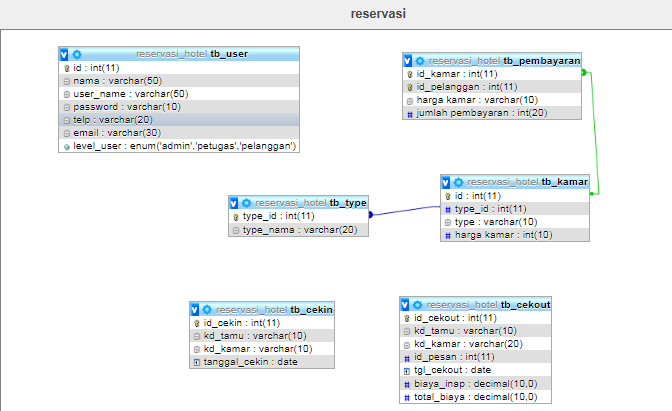 reservasi
reservasi_hotel tb_user
id : int(11)
nama : varchar(50)
user_name : varchar(50)
password : varchar(10)
telp : varchar(20)
email : varchar(30)
level_user : enum('admin','petugas','pelanggan')
reservasi_hotel tb_pembayaran
id_kamar : int(11)
id_pelanggan : int(11)
harga kamar : varchar(10)
# jumlah pembayaran : int(20)
reservasi_hotel tb_kamar
id : int(11)
# type_id : int(11)
type : varchar(10)
# harga kamar : int(10)
reservasi_hotel tb_type
type_id : int(11)
type_nama : varchar(20)
reservasi_hotel tb_cekin
id_cekin : int(11)
kd_tamu : varchar(10)
kd_kamar : varchar(10)
tanggal_cekin : date
reservasi_hotel tb_cekout
id_cekout : int(11)
kd_tamu : varchar(10)
kd_kamar : varchar(20)
# id_pesan : int(11)
tgl_cekout : date
# biaya_inap : decimal(10,0)
# total_biaya : decimal(10,0)